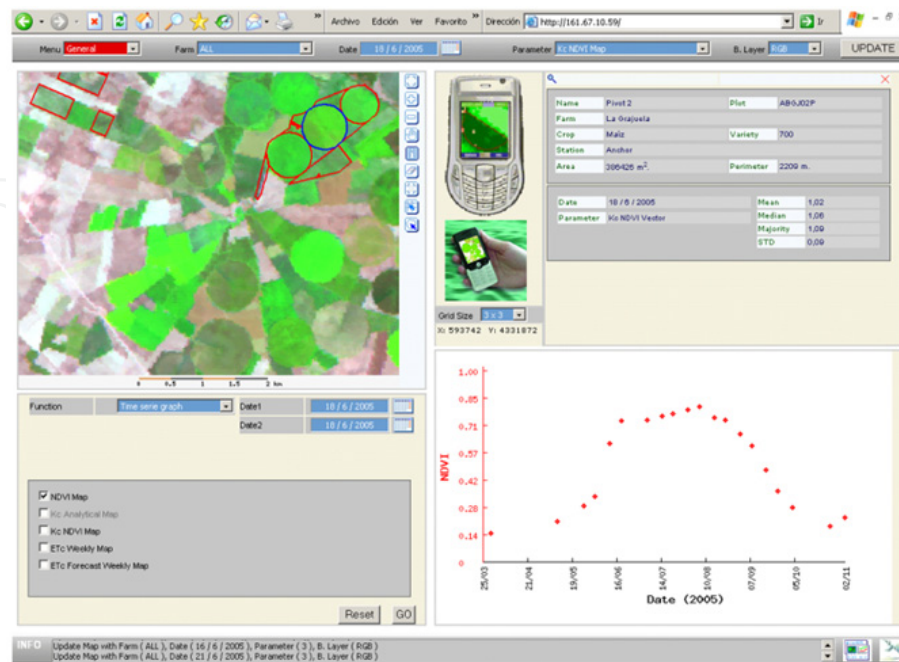 » Archivo Edición Ver Favorito » Dirección http://161.67.10.59/ Ir
Menu General Farm ALL Date 18 / 6 / 2005 Parameter Kc NDVI Map B. Layer RGB UPDATE
Name Pivot 2 Plot AB0J02P
Farm La Grajuela
Crop Maiz Variety 700
Station Anchor
Area 386425 m². Perimeter 2209 m.
Date 18 / 6 / 2005 Mean 1,02
Parameter Kc NDVI Vector Median 1,06
Majority 1,09
STD 0,09
Grid Size 3 x 3
X: 593742 Y: 4331872
0 0.5 1 1.5 2 km
Function Time serie graph Date1 18 / 6 / 2005
Date2 18 / 6 / 2005
NDVI Map
Kc Analytical Map
Kc NDVI Map
ETc Weekly Map
ETc Forecast Weekly Map
Reset GO
1.00
0.85
0.71
0.57
0.42
0.28
0.14
0
NDVI
25/03 21/04 19/05 16/06 14/07 10/08 07/09 05/10 02/11
Date (2005)
INFO Update Map with Farm ( ALL ), Date ( 16 / 6 / 2005 ), Parameter ( 3 ), B. Layer ( RGB )
Update Map with Farm ( ALL ), Date ( 21 / 6 / 2005 ), Parameter ( 3 ), B. Layer ( RGB )